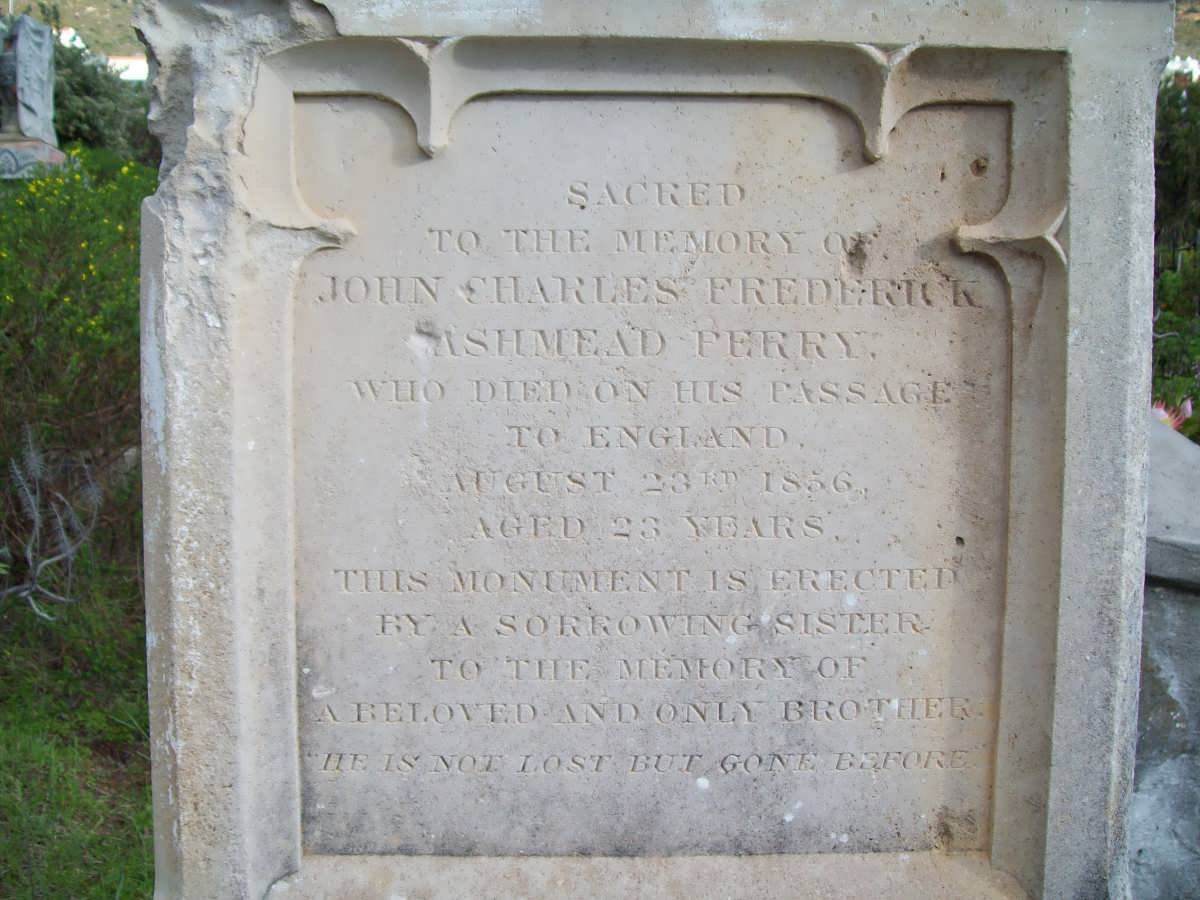 SACRED
TO THE MEMORY OF
JOHN CHARLES FREDERICK
ASHMEAD PERRY,
WHO DIED ON HIS PASSAGE
TO ENGLAND,
AUGUST 23RD 1856,
AGED 23 YEARS.
THIS MONUMENT IS ERECTED
BY A SORROWING SISTER
TO THE MEMORY OF
A BELOVED AND ONLY BROTHER.
"HE IS NOT LOST BUT GONE BEFORE"